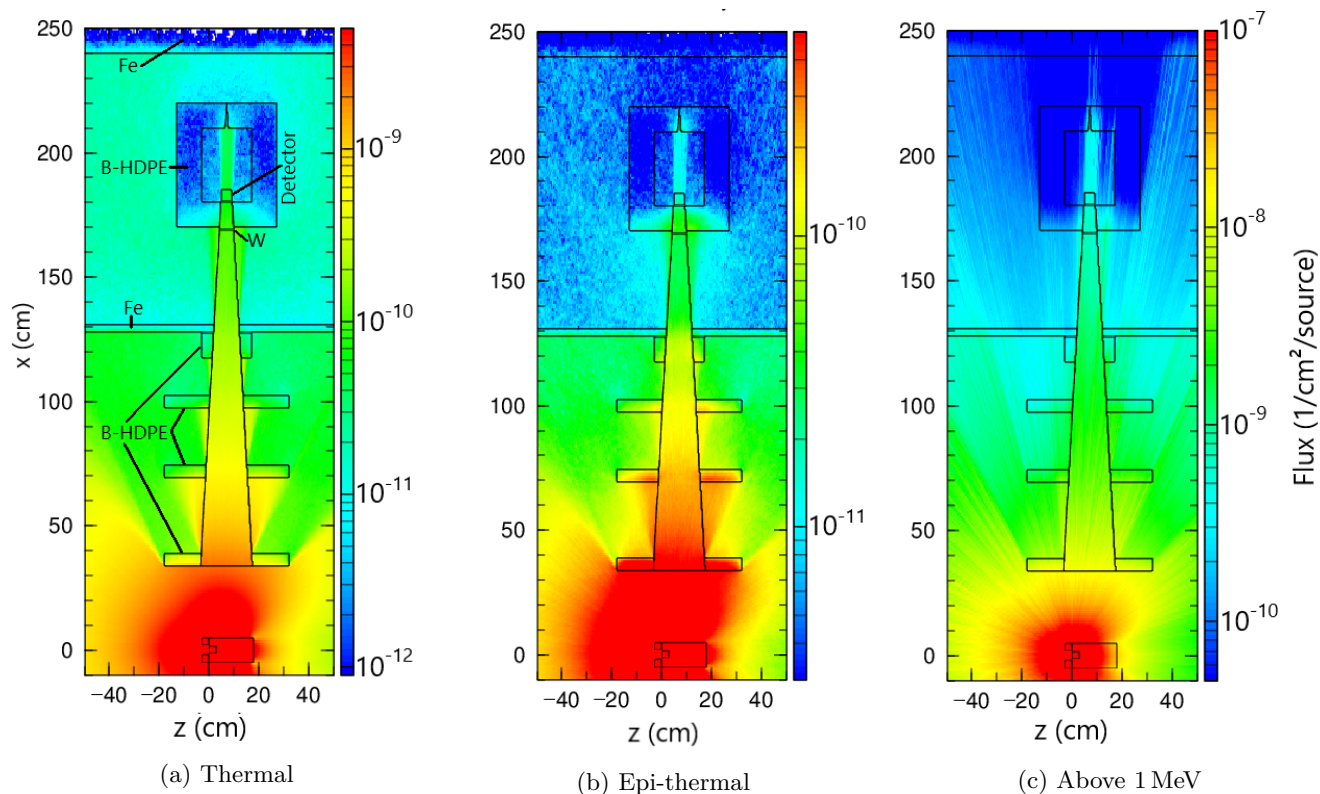 250
200
150
100
50
0
x (cm)
Fe
B-HDPE
Detector
W
Fe
B-HDPE
−40 −20 0 20 40
z (cm)
10⁻⁹
10⁻¹⁰
10⁻¹¹
10⁻¹²
(a) Thermal
250
200
150
100
50
0
−40 −20 0 20 40
z (cm)
10⁻¹⁰
10⁻¹¹
(b) Epi-thermal
250
200
150
100
50
0
−40 −20 0 20 40
z (cm)
10⁻⁷
10⁻⁸
10⁻⁹
10⁻¹⁰
Flux (1/cm²/source)
(c) Above 1 MeV